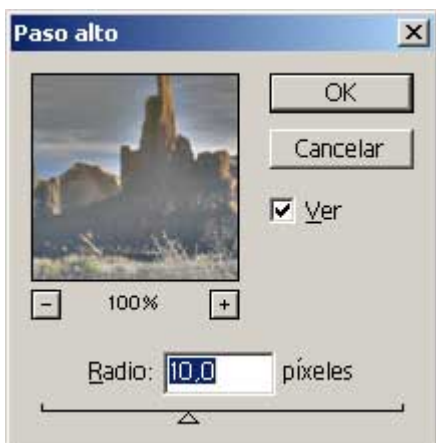 Paso alto
OK
Cancelar
Ver
- 100% +
Radio: 10,0 píxeles